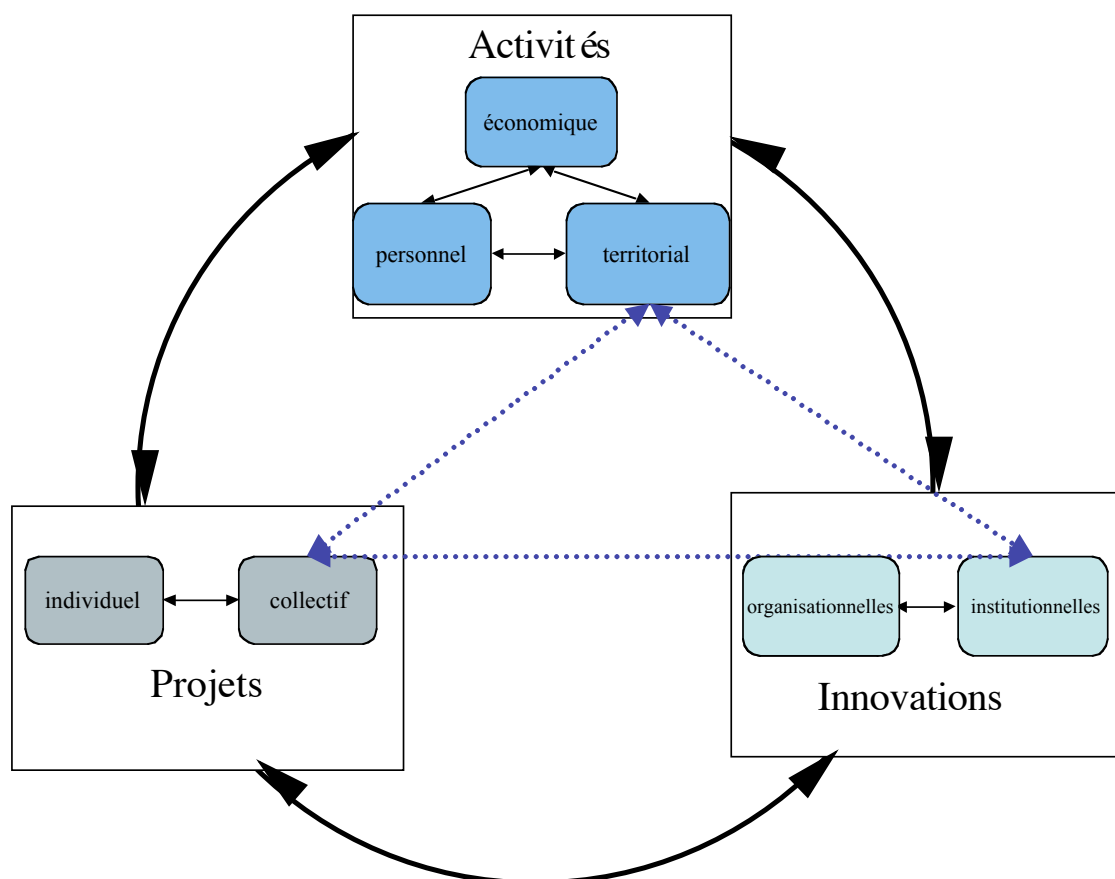 Activités
économique
personnel
territorial
individuel
collectif
Projets
organisationnelles
institutionnelles
Innovations